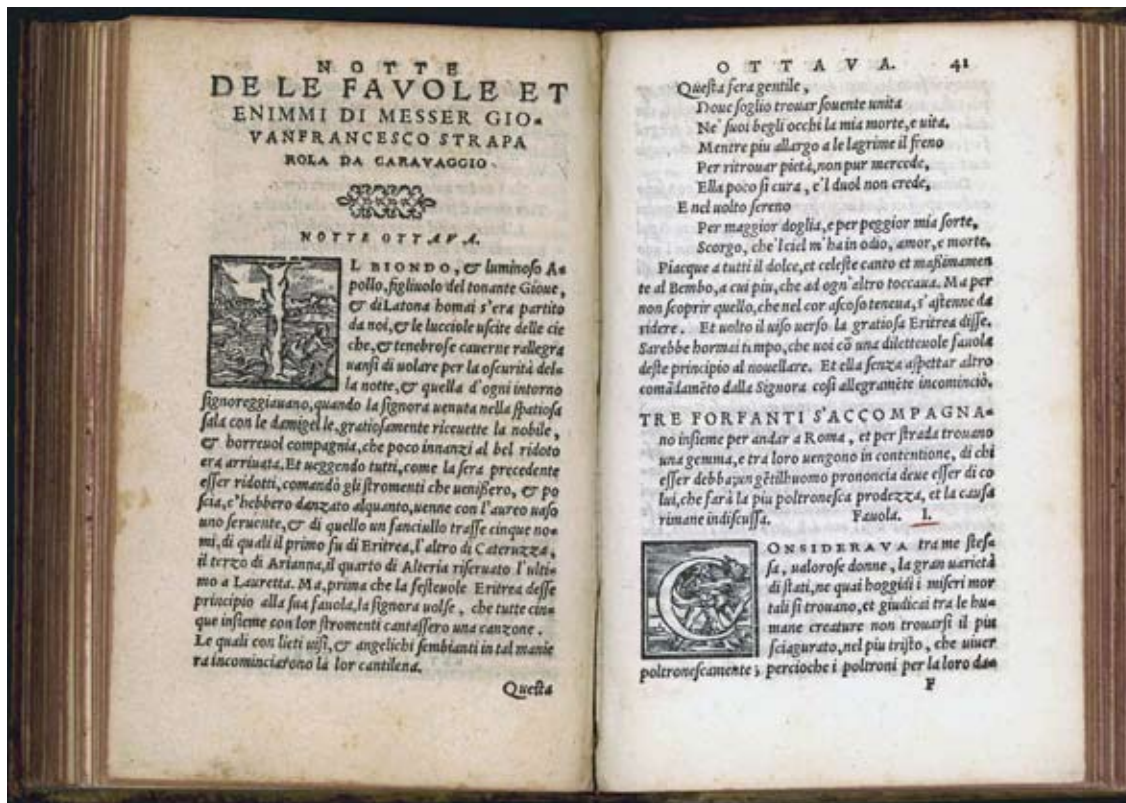 NOTTE
DE LE FAVOLE ET
ENIMMI DI MESSER GIO-
VANFRANCESCO STRAPA
ROLA DA CARAVAGGIO.
NOTTE OTTAVA.
IL BIONDO, & luminoſo A-
pollo, figliuolo del tonante Gioue,
& di Latona homai s'era partito
da noi, & le lucciole uſcite delle cie
che, & tenebroſe cauerne rallegra
uanſi di uolare per la oſcurità del-
la notte, & quella d'ogni intorno
ſignoreggiauano, quando la ſignora uenuta nella ſpatioſa
ſala con le damigelle, gratioſamente riceuette la nobile,
& horreuol compagnia, che poco innanzi al bel ridoto
era arriuata. Et ueggendo tutti, come la ſera precedente
eſſer ridotti, comandò gli ſtromenti che ueniſſero, & po
ſcia, c'hebbero danzato alquanto, uenne con l'aureo uaſo
uno ſeruente, & di quello un fanciullo traſſe cinque no-
mi, di quali il primo fu di Eritrea, l'altro di Cateruzza,
il terzo di Arianna, il quarto di Alteria riſeruato l'ulti-
mo a Lauretta. Ma, prima che la feſteuole Eritrea deſſe
principio alla ſua fauola, la ſignora uolſe, che tutte cin-
que inſieme con lor ſtromenti cantaſſero una canzone.
Le quali con lieti uiſi, & angelichi ſembianti in tal manie
ra incominciarono la lor cantilena.
Queſta
OTTAVA. 41
Queſta ſera gentile,
Doue ſoglio trouar ſouente unita
Ne' ſuoi begli occhi la mia morte, e uita.
Mentre piu allargo a le lagrime il freno
Per ritrouar pietà, non pur mercede,
Ella poco ſi cura, e'l duol non crede,
E nel uolto ſereno
Per maggior doglia, e per peggior mia ſorte,
Scorgo, che'l ciel m'ha in odio, amor, e morte.
Piacque a tutti il dolce, et celeſte canto et maſſimamen
te al Bembo, a cui piu, che ad ogn'altro toccaua. Ma per
non ſcoprir quello, che nel cor aſcoſo teneua, s'aſtenne da
ridere. Et uolto il uiſo uerſo la gratioſa Eritrea diſſe.
Sarebbe hormai tempo, che uoi cō una diletteuole fauola
deſte principio al nouellare. Et ella ſenza aſpettar altro
comādamēto dalla Signora coſì allegramēte incominciò.
TRE FORFANTI S'ACCOMPAGNA-
no inſieme per andar a Roma, et per ſtrada trouano
una gemma, e tra loro uengono in contentione, di chi
eſſer debba; un gētilhuomo prononcia deue eſſer di co
lui, che farà la piu poltroneſca prodezza, et la cauſa
rimane indiſcuſſa. Fauola. I.
CONSIDERAVA tra me ſteſ
ſa, ualoroſe donne, la gran uarietà
di ſtati, ne quai hoggidi i miſeri mor
tali ſi trouano, et giudicai tra le hu-
mane creature non trouarſi il piu
ſciagurato, nel piu triſto, che uiuer
poltroneſcamente; percioche i poltroni per la loro da-
F